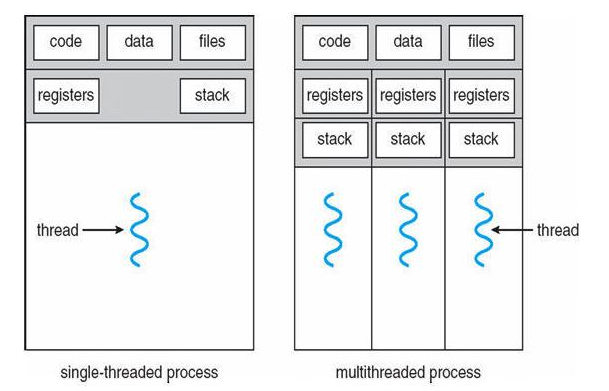 code data files
registers stack
thread
single-threaded process
code data files
registers registers registers
stack stack stack
thread
multithreaded process